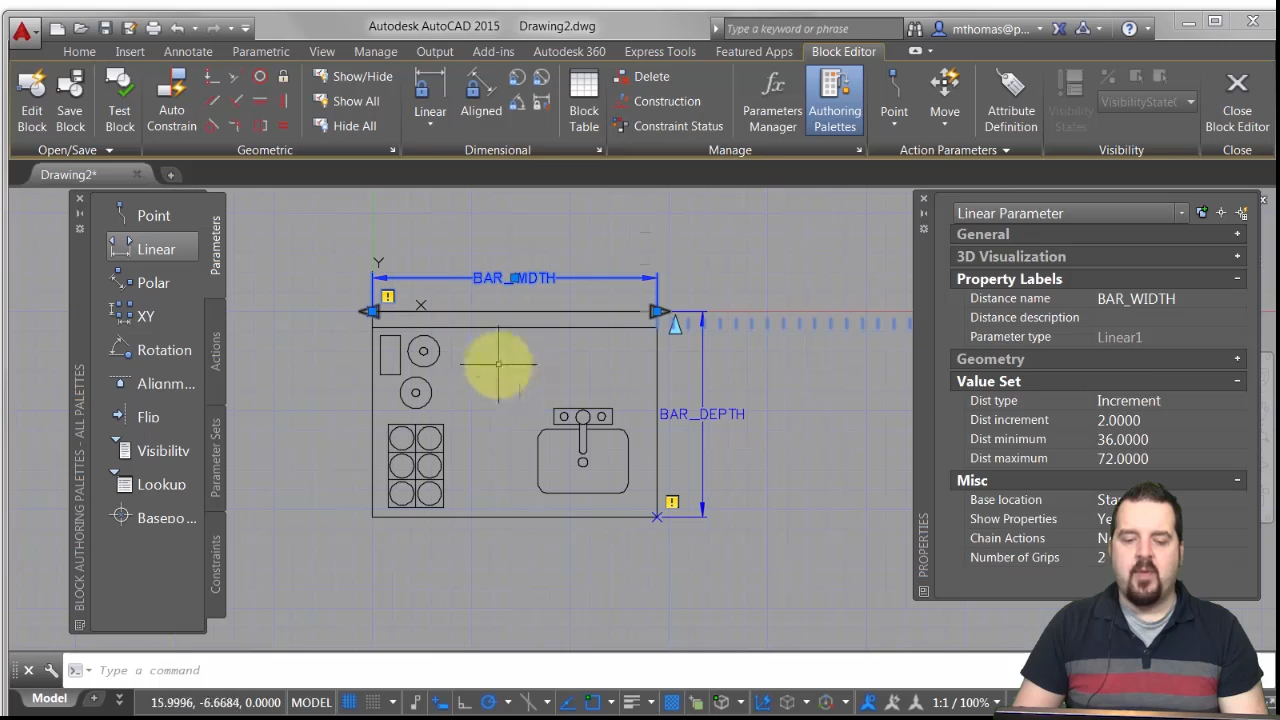 Autodesk AutoCAD 2015 Drawing2.dwg
Type a keyword or phrase
mthomas@p...
Home Insert Annotate Parametric View Manage Output Add-ins Autodesk 360 Express Tools Featured Apps Block Editor
Edit Block
Save Block
Test Block
Auto Constrain
Show/Hide
Show All
Hide All
Linear
Aligned
Block Table
Delete
Construction
Constraint Status
Parameters Manager
Authoring Palettes
Point
Move
Attribute Definition
Visibility States
VisibilityState0
Close Block Editor
Open/Save Geometric Dimensional Manage Action Parameters Visibility Close
Drawing2*
Point
Linear
Polar
XY
Rotation
Alignm...
Flip
Visibility
Lookup
Basepo...
Parameters
Actions
Parameter Sets
Constraints
BLOCK AUTHORING PALETTES - ALL PALETTES
Y
BAR_WIDTH
BAR_DEPTH
Linear Parameter
General
3D Visualization
Property Labels
Distance name BAR_WIDTH
Distance description
Parameter type Linear1
Geometry
Value Set
Dist type Increment
Dist increment 2.0000
Dist minimum 36.0000
Dist maximum 72.0000
Misc
Base location
Show Properties
Chain Actions
Number of Grips 2
PROPERTIES
Type a command
Model
15.9996, -6.6684, 0.0000 MODEL
1:1 / 100%